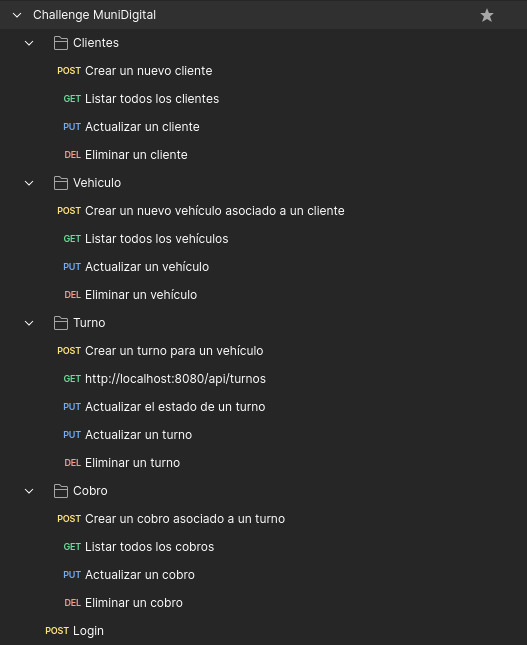 Challenge MuniDigital
Clientes
POST Crear un nuevo cliente
GET Listar todos los clientes
PUT Actualizar un cliente
DEL Eliminar un cliente
Vehiculo
POST Crear un nuevo vehículo asociado a un cliente
GET Listar todos los vehículos
PUT Actualizar un vehículo
DEL Eliminar un vehículo
Turno
POST Crear un turno para un vehículo
GET http://localhost:8080/api/turnos
PUT Actualizar el estado de un turno
PUT Actualizar un turno
DEL Eliminar un turno
Cobro
POST Crear un cobro asociado a un turno
GET Listar todos los cobros
PUT Actualizar un cobro
DEL Eliminar un cobro
POST Login